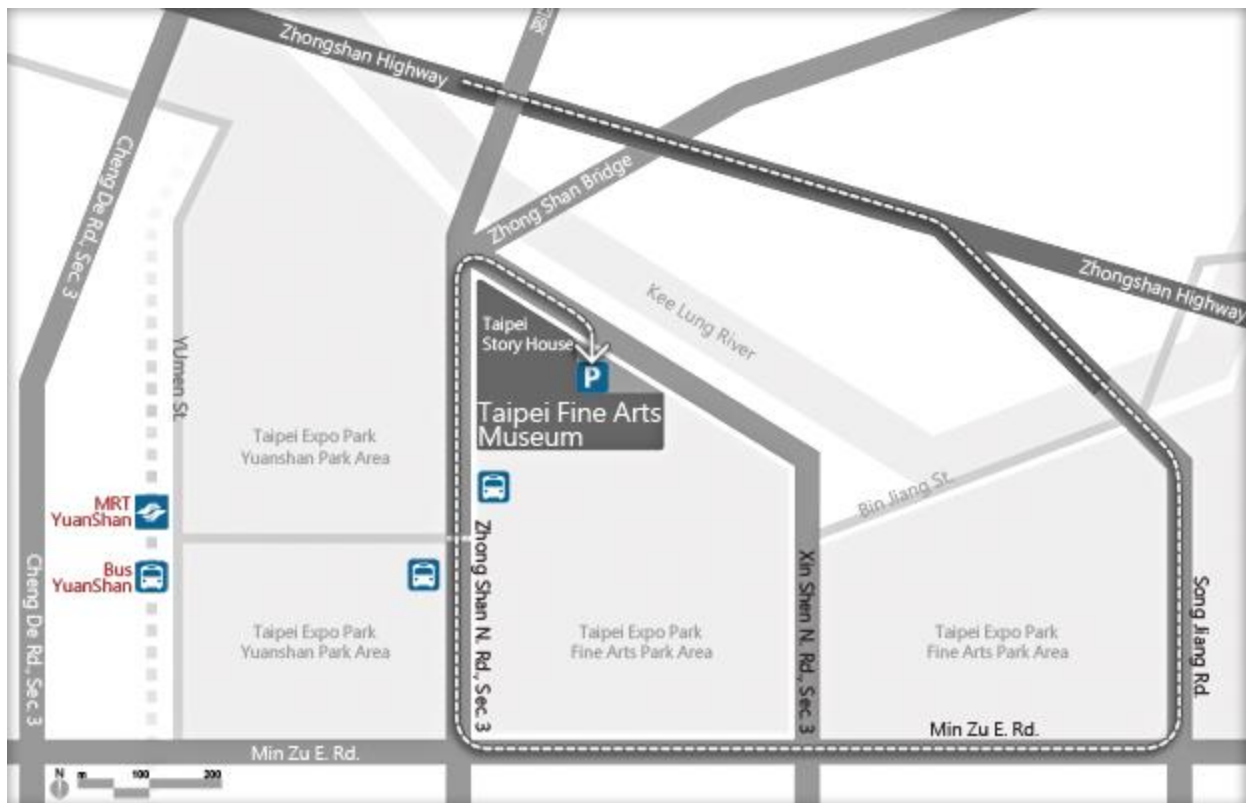 Zhongshan Highway
Cheng De Rd., Sec. 3
Zhong Shan Bridge
Zhongshan Highway
Kee Lung River
Taipei
Story House
P
Taipei Fine Arts
Museum
YUmen St.
Taipei Expo Park
Yuanshan Park Area
MRT
YuanShan
Bin Jiang St.
Bus
YuanShan
Cheng De Rd., Sec. 3
Zhong Shan N. Rd., Sec. 3
Xin Shen N. Rd., Sec. 3
Song Jiang Rd.
Taipei Expo Park
Yuanshan Park Area
Taipei Expo Park
Fine Arts Park Area
Taipei Expo Park
Fine Arts Park Area
Min Zu E. Rd.
Min Zu E. Rd.
N
m 100 200